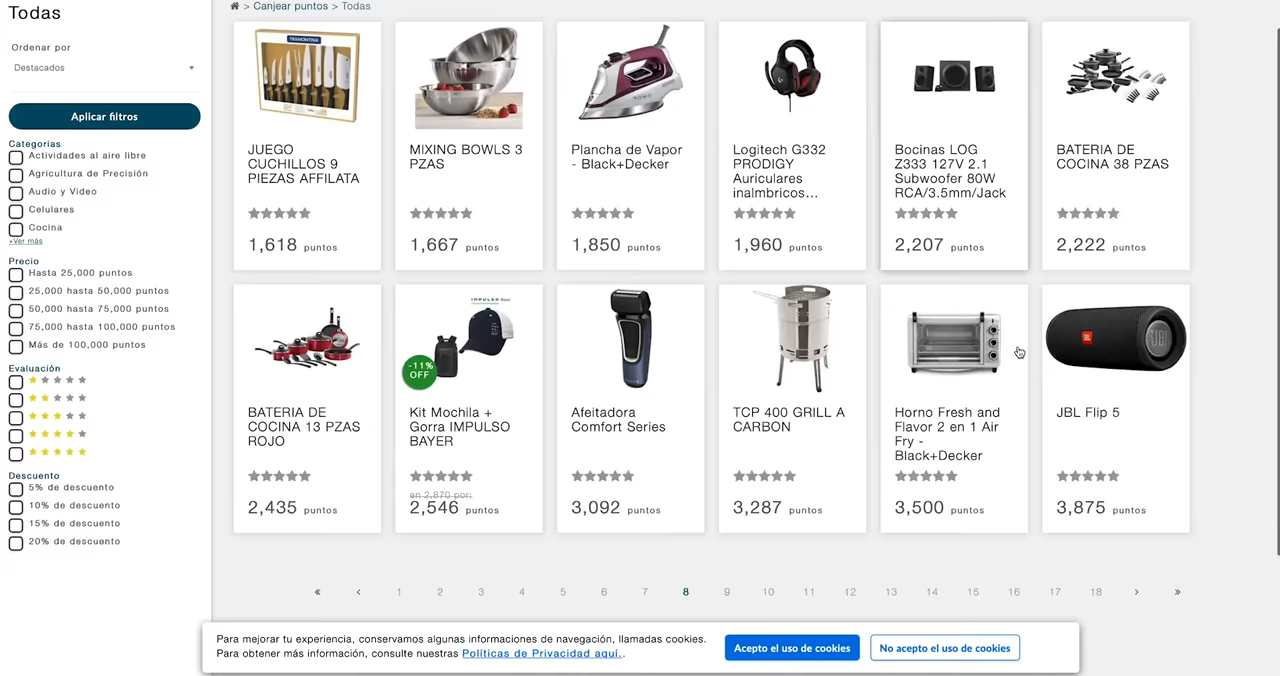 Todas
Ordenar por
Destacados
Aplicar filtros
Categorias
Actividades al aire libre
Agricultura de Precisión
Audio y Video
Celulares
Cocina
+Ver más
Precio
Hasta 25,000 puntos
25,000 hasta 50,000 puntos
50,000 hasta 75,000 puntos
75,000 hasta 100,000 puntos
Más de 100,000 puntos
Evaluación
Descuento
5% de descuento
10% de descuento
15% de descuento
20% de descuento
> Canjear puntos > Todas
TRAMONTINA
JUEGO
CUCHILLOS 9
PIEZAS AFFILATA
1,618 puntos
MIXING BOWLS 3
PZAS
1,667 puntos
Plancha de Vapor
- Black+Decker
1,850 puntos
Logitech G332
PRODIGY
Auriculares
inalmbricos...
1,960 puntos
Bocinas LOG
Z333 127V 2.1
Subwoofer 80W
RCA/3.5mm/Jack
2,207 puntos
BATERIA DE
COCINA 38 PZAS
2,222 puntos
BATERIA DE
COCINA 13 PZAS
ROJO
2,435 puntos
IMPULSO Bayer
-11%
OFF
Kit Mochila +
Gorra IMPULSO
BAYER
en 2,870 por:
2,546 puntos
Afeitadora
Comfort Series
3,092 puntos
TCP 400 GRILL A
CARBON
3,287 puntos
Horno Fresh and
Flavor 2 en 1 Air
Fry -
Black+Decker
3,500 puntos
JBL
JBL Flip 5
3,875 puntos
« ‹ 1 2 3 4 5 6 7 8 9 10 11 12 13 14 15 16 17 18 › »
Para mejorar tu experiencia, conservamos algunas informaciones de navegación, llamadas cookies.
Para obtener más información, consulte nuestras Políticas de Privacidad aquí..
Acepto el uso de cookies
No acepto el uso de cookies